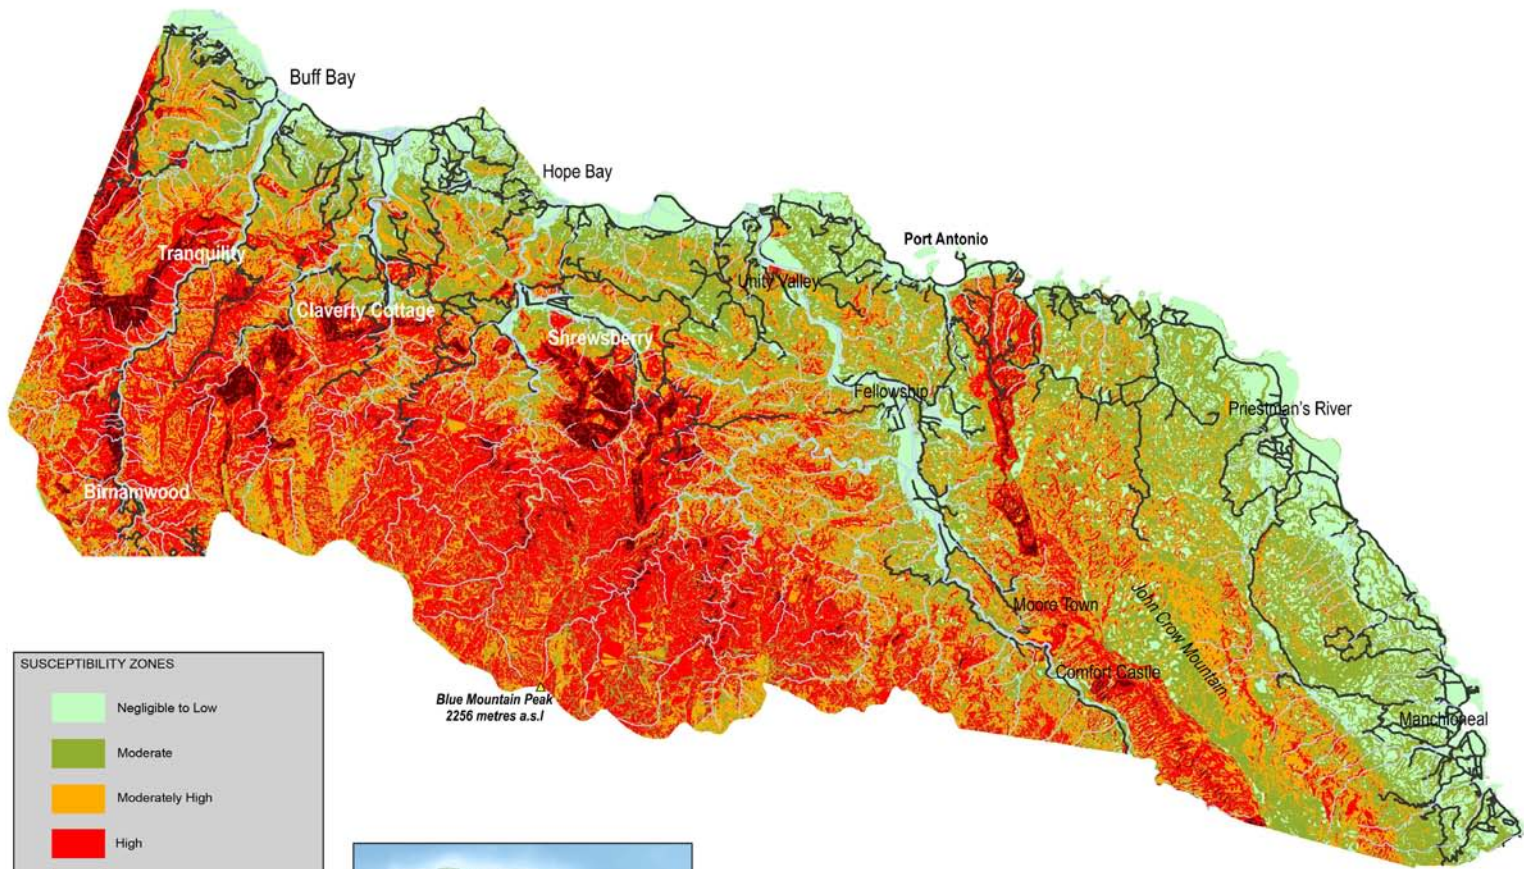 Buff Bay
Hope Bay
Port Antonio
Tranquility
Unity Valley
Claverty Cottage
Shrewsberry
Fellowship
Priestman's River
Birnamwood
Moore Town
John Crow Mountain
Comfort Castle
Blue Mountain Peak
2256 metres a.s.l
Manchioneal
SUSCEPTIBILITY ZONES
Negligible to Low
Moderate
Moderately High
High